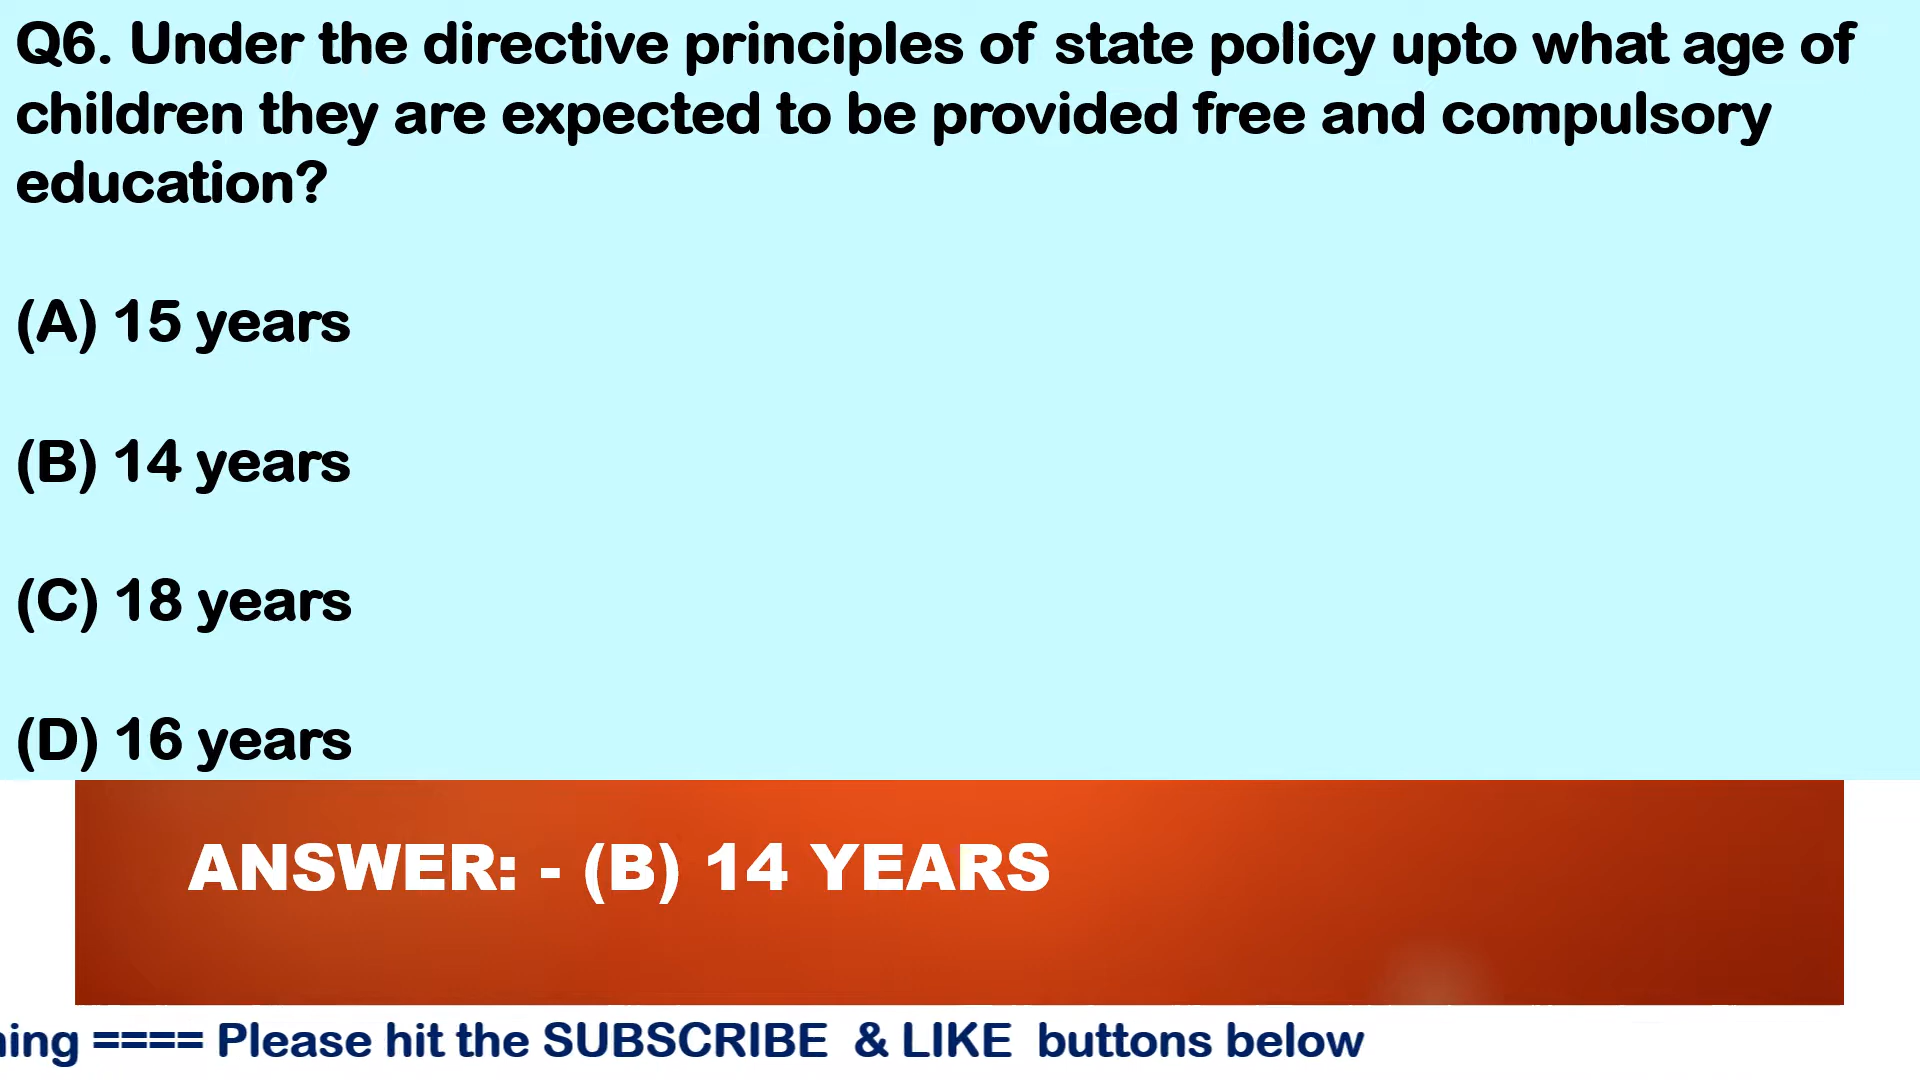 Q6. Under the directive principles of state policy upto what age of
children they are expected to be provided free and compulsory
education?
(A) 15 years
(B) 14 years
(C) 18 years
(D) 16 years
ANSWER: - (B) 14 YEARS
==== Please hit the SUBSCRIBE & LIKE buttons below